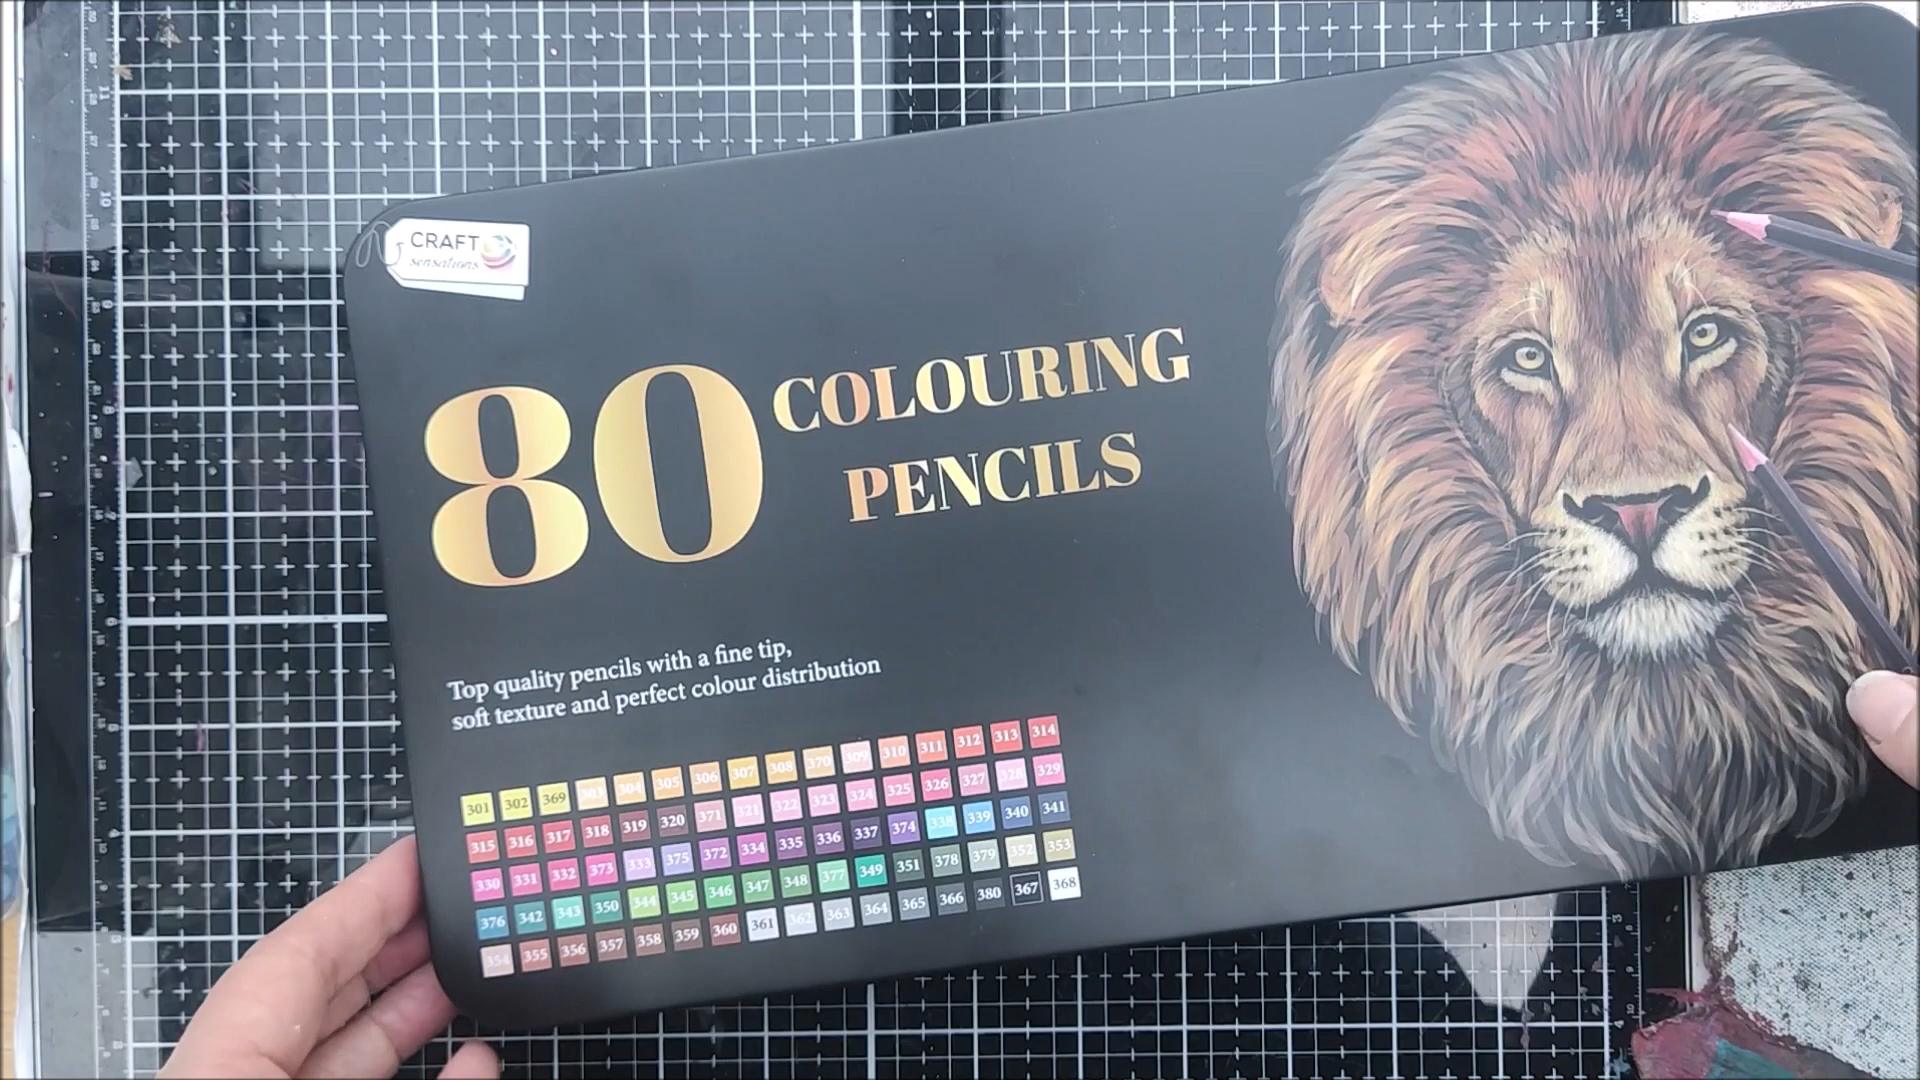 CRAFT
sensations
80 COLOURING
PENCILS
Top quality pencils with a fine tip,
soft texture and perfect colour distribution
301 302 369 303 304 305 306 307 308 370 309 310 311 312 313 314
315 316 317 318 319 320 371 321 322 323 324 325 326 327 328 329
330 331 332 373 333 375 372 334 335 336 337 374 338 339 340 341
376 342 343 350 344 345 346 347 348 377 349 351 378 379 352 353
354 355 356 357 358 359 360 361 362 363 364 365 366 380 367 368